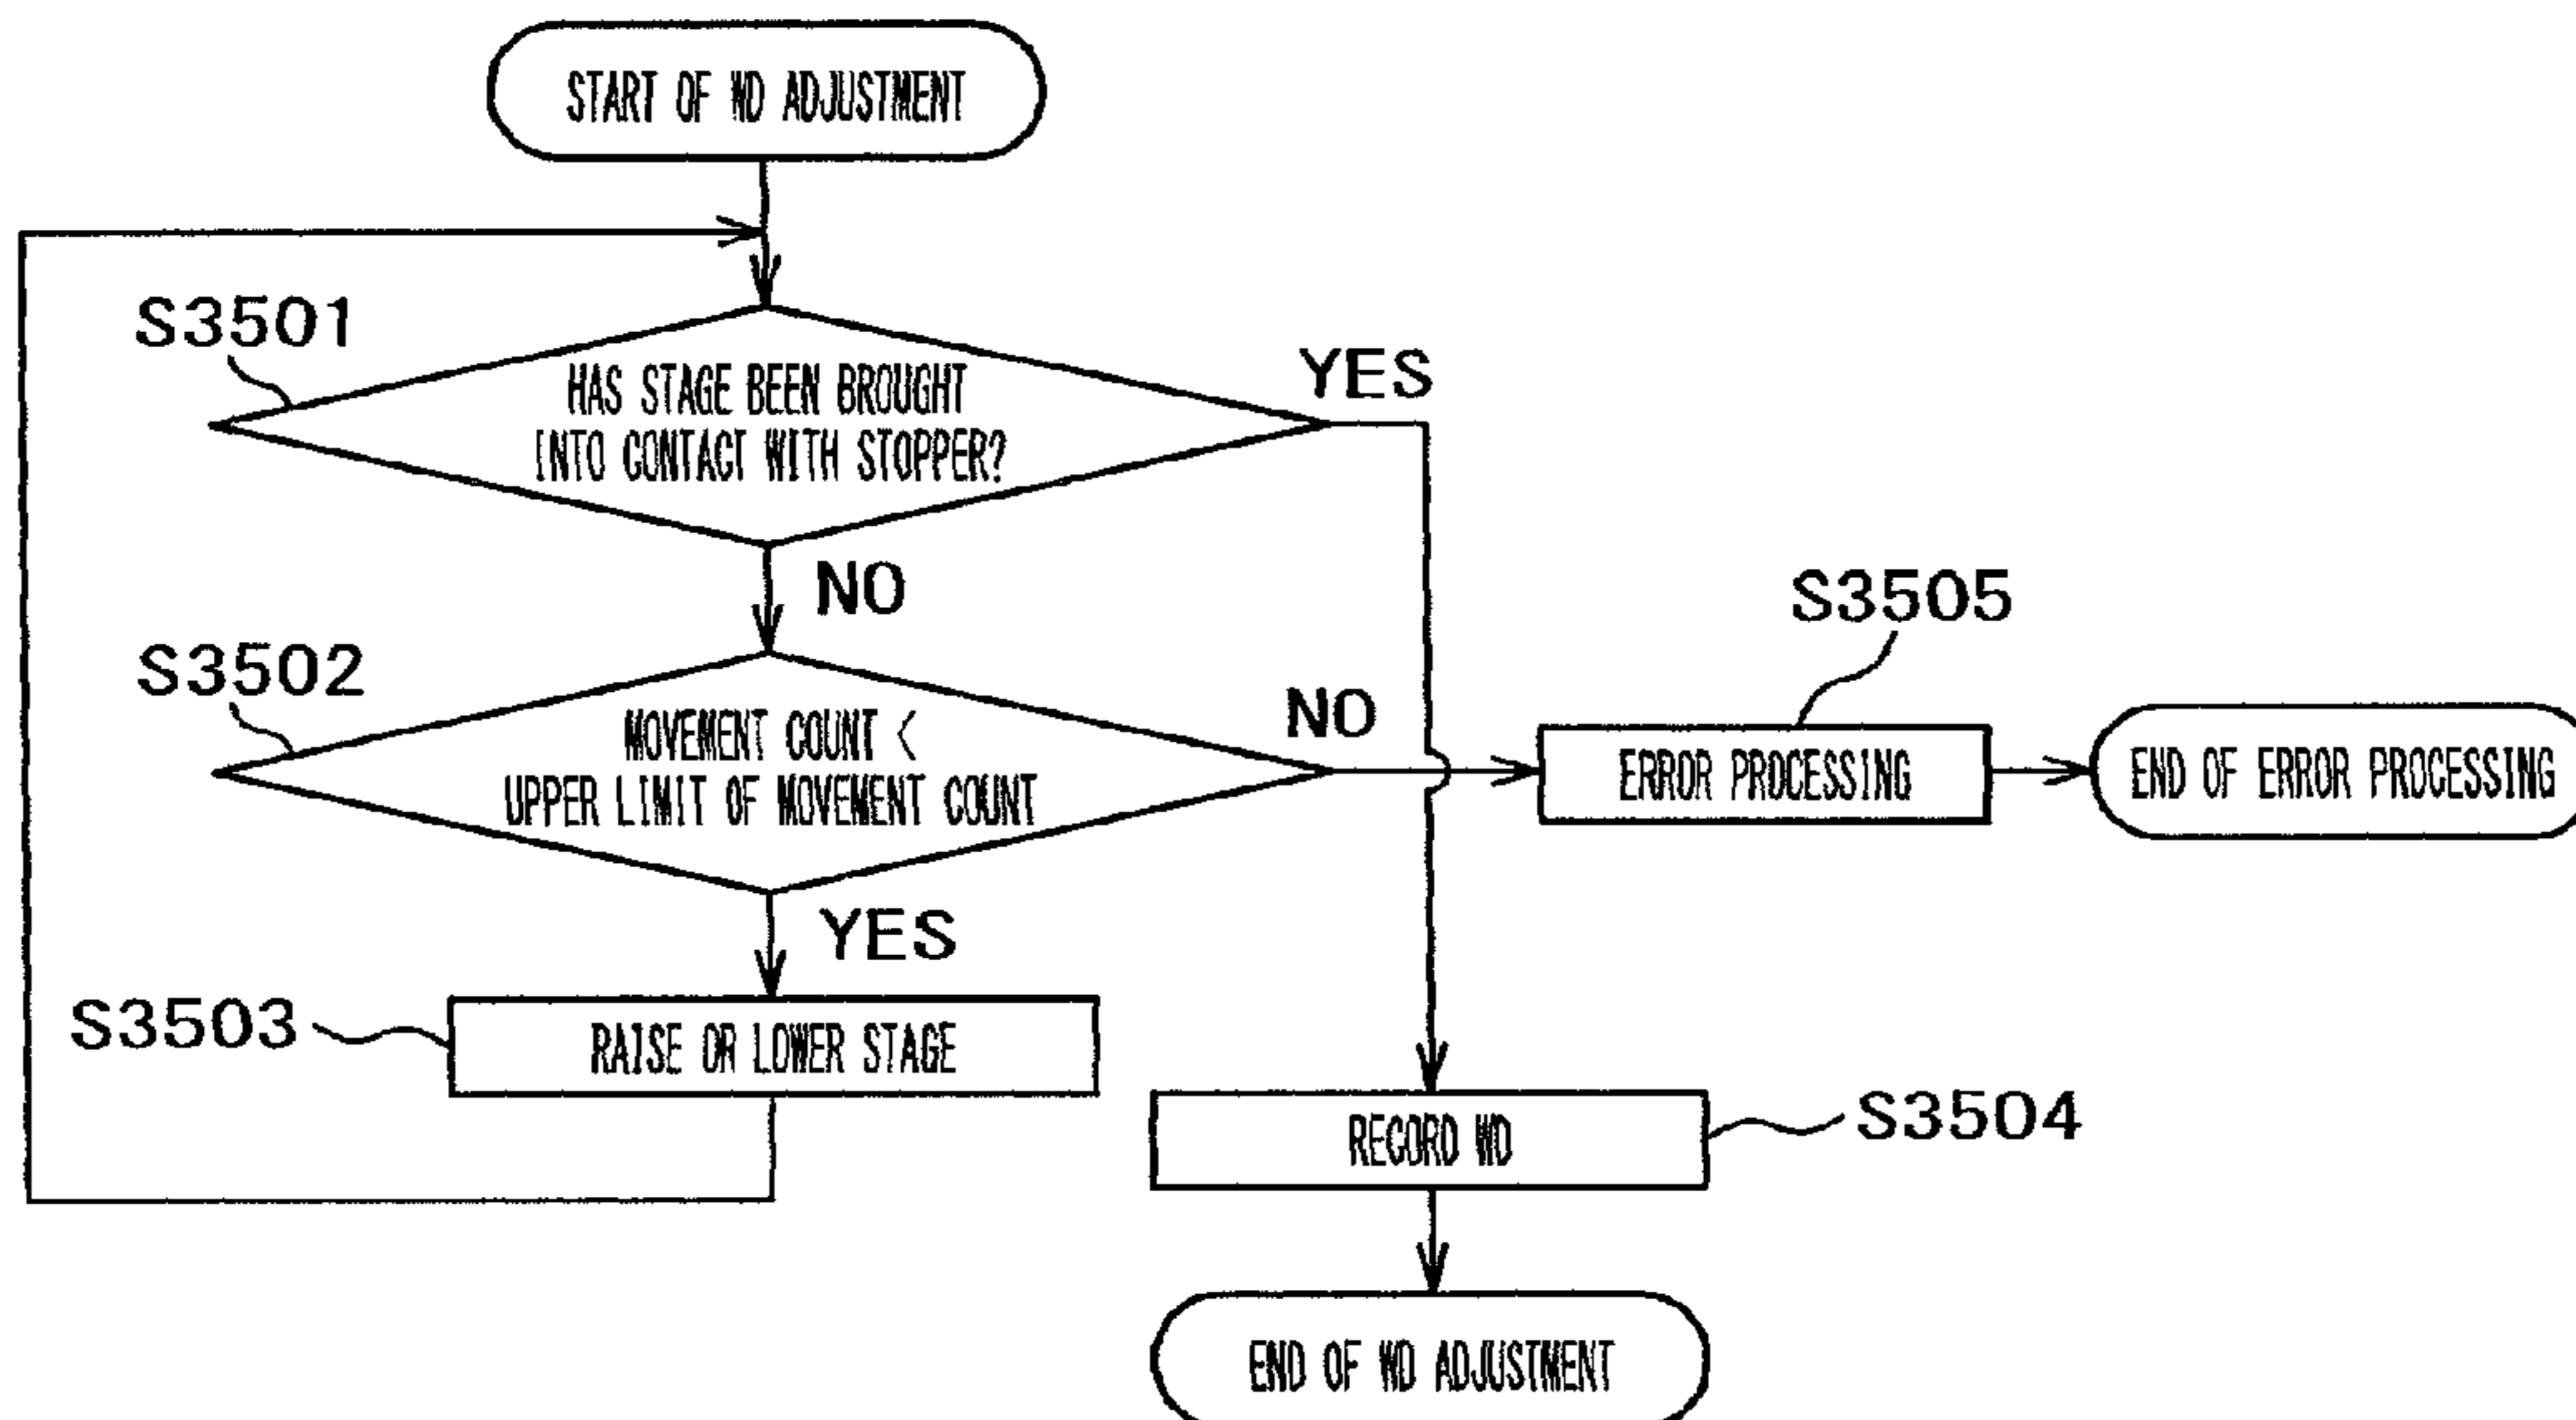 START OF WD ADJUSTMENT
S3501
HAS STAGE BEEN BROUGHT
INTO CONTACT WITH STOPPER?
YES
NO
S3502
MOVEMENT COUNT <
UPPER LIMIT OF MOVEMENT COUNT
NO
S3505
ERROR PROCESSING
END OF ERROR PROCESSING
YES
S3503
RAISE OR LOWER STAGE
RECORD WD
S3504
END OF WD ADJUSTMENT